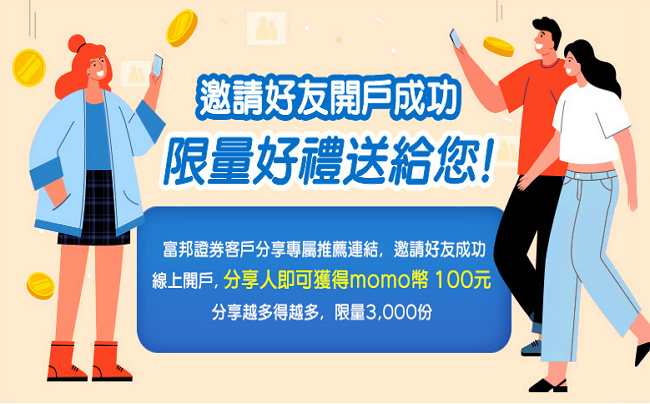 邀請好友開戶成功
限量好禮送給您!
富邦證券客戶分享專屬推薦連結，邀請好友成功
線上開戶，分享人即可獲得momo幣 100元
分享越多得越多，限量3,000份